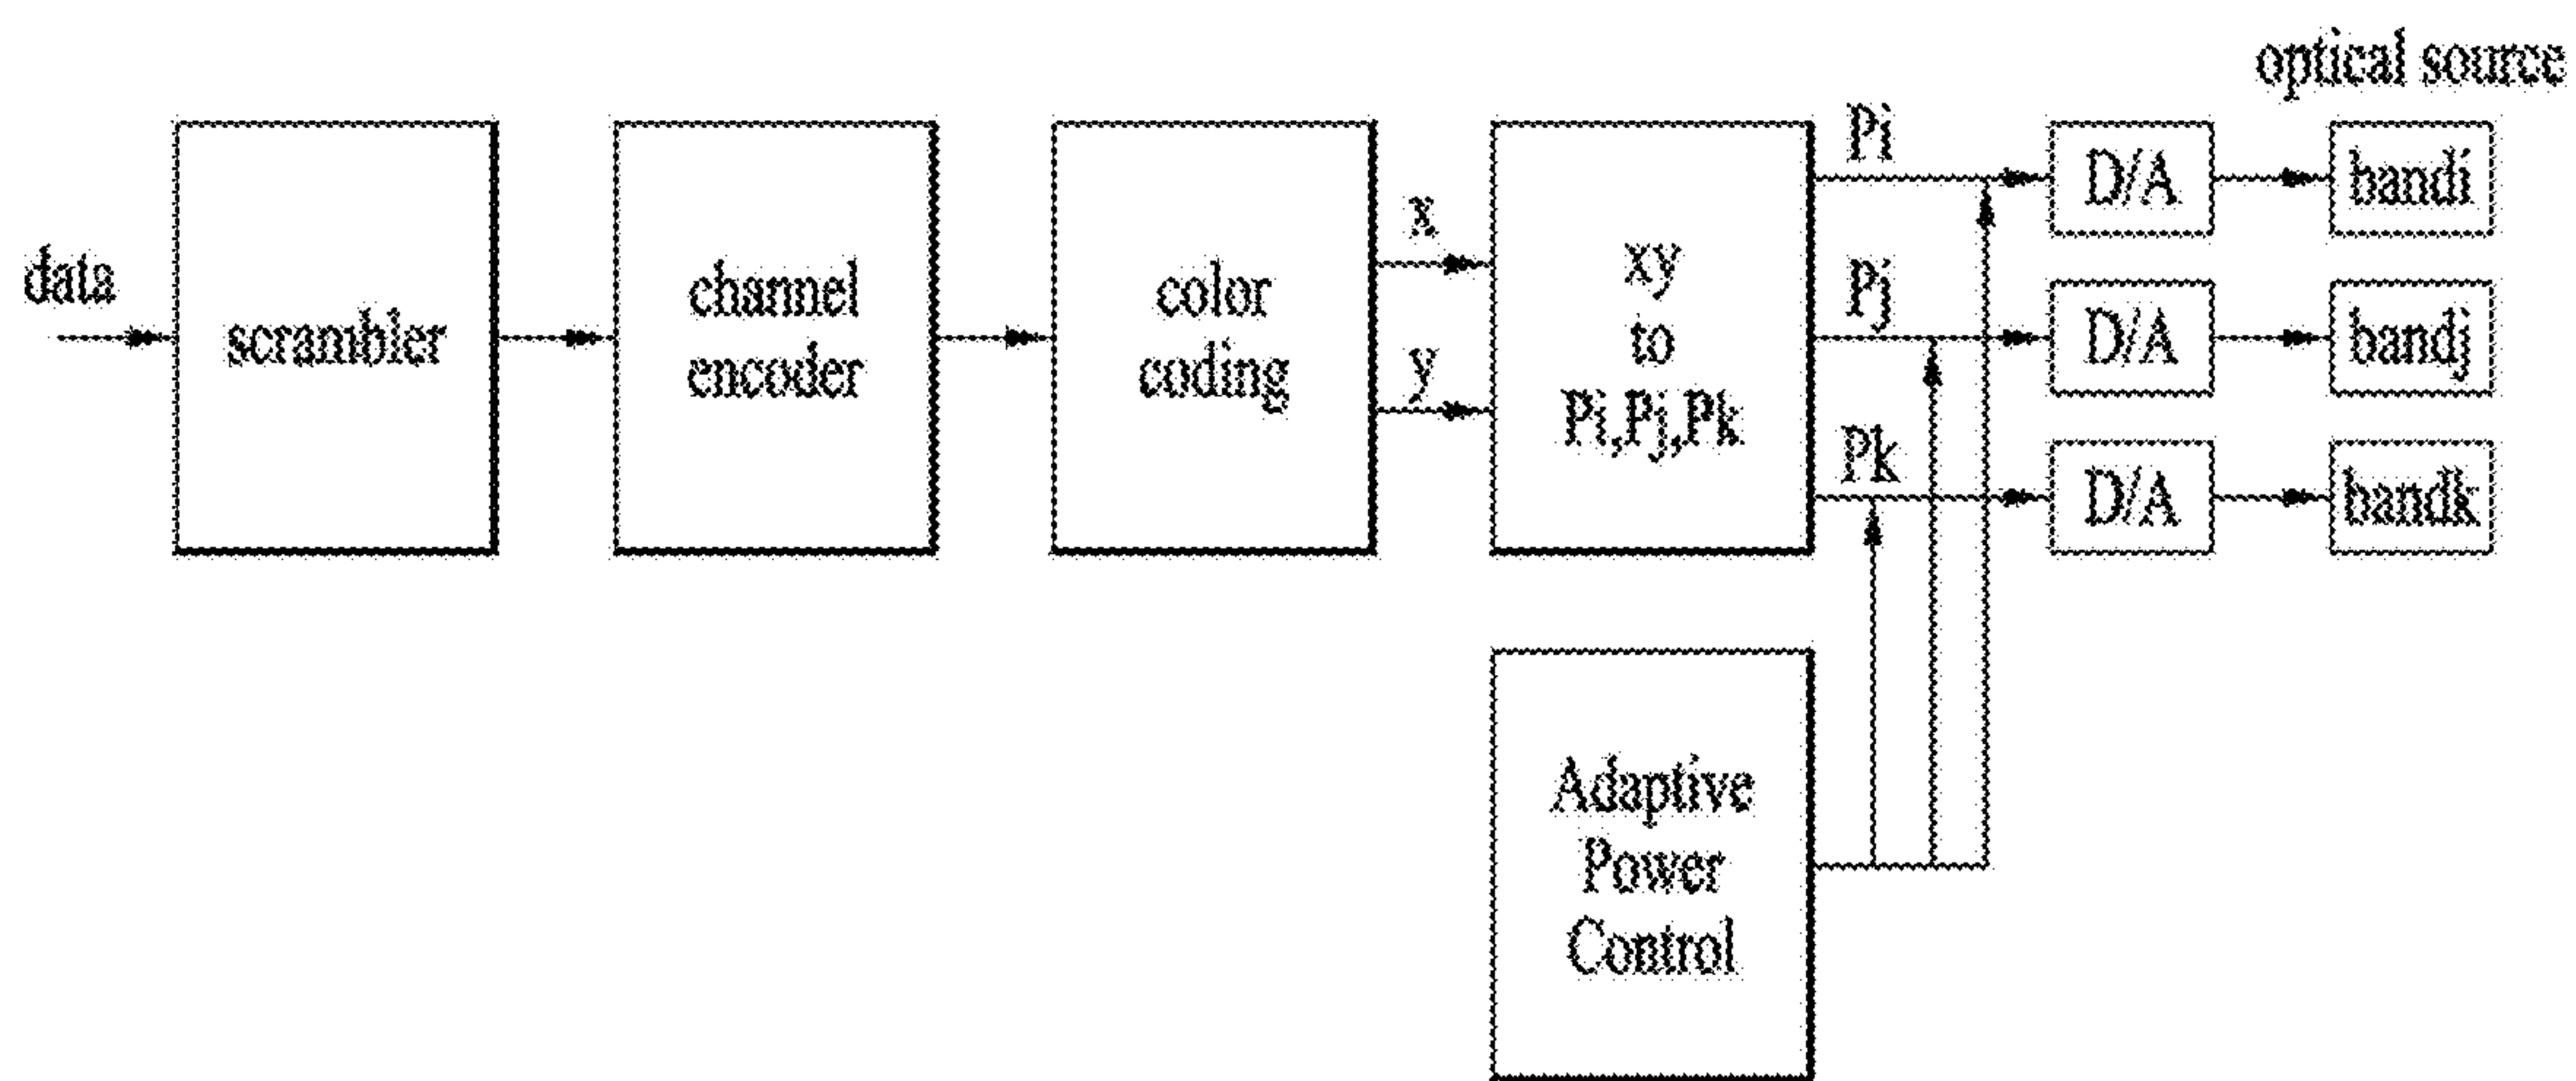 optical source
data
scrambler
channel
encoder
color
coding
x
y
xy
to
Pi,Pj,Pk
Pi
Pj
Pk
D/A
bandi
D/A
bandj
D/A
bandk
Adaptive
Power
Control